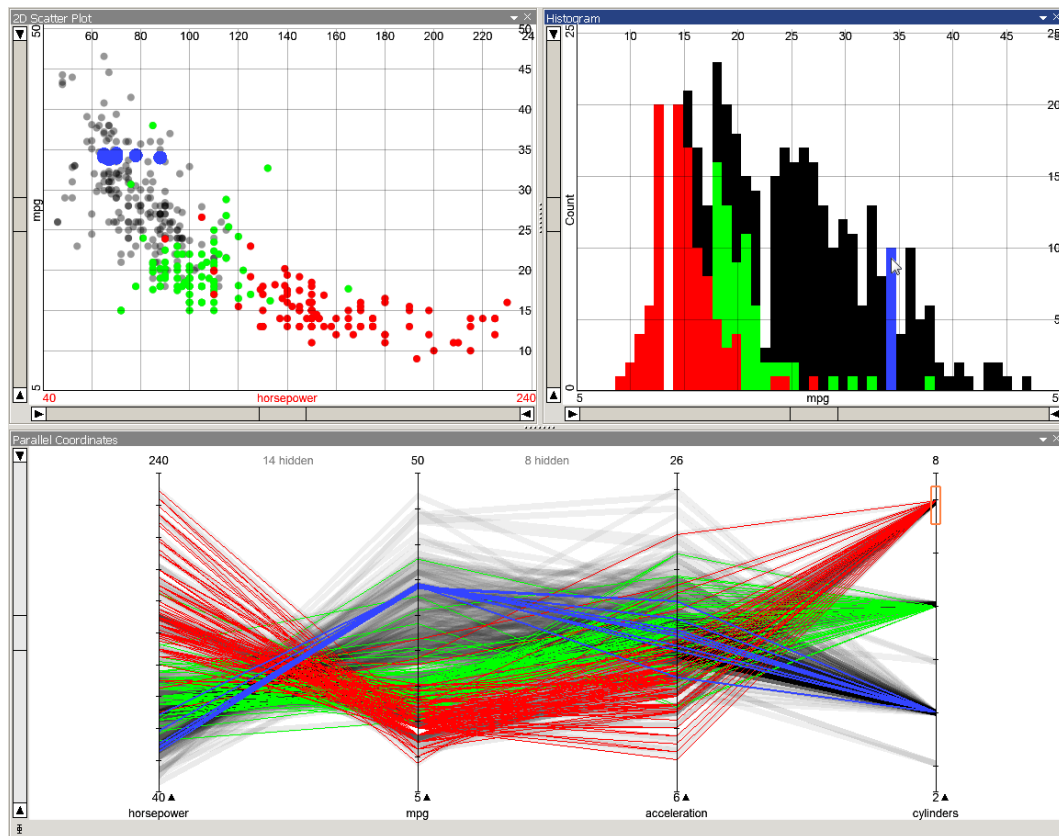 2D Scatter Plot
50
60 80 100 120 140 160 180 200 220 24
50
45
40
35
30
25
20
15
10
mpg
5
40 horsepower 240
Histogram
25
10 15 20 25 30 35 40 45 5
25
20
15
10
5
Count
0
0
5 mpg 5
Parallel Coordinates
240 14 hidden 50 8 hidden 26 8
40 5 6 2
horsepower mpg acceleration cylinders